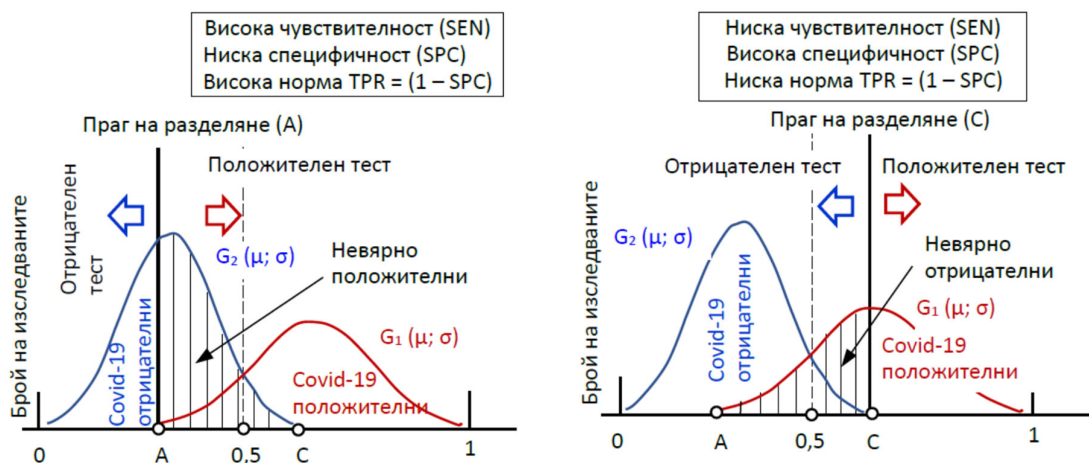 Висока чувствителност (SEN)
Ниска специфичност (SPC)
Висока норма TPR = (1 – SPC)
Праг на разделяне (A)
Отрицателен
тест
Положителен тест
G₂ (μ; σ)
Невярно
положителни
G₁ (μ; σ)
Covid-19
отрицателни
Covid-19
положителни
Брой на изследваните
0
A
0,5
C
1
Ниска чувствителност (SEN)
Висока специфичност (SPC)
Ниска норма TPR = (1 – SPC)
Праг на разделяне (C)
Отрицателен тест
Положителен тест
G₂ (μ; σ)
Невярно
отрицателни
G₁ (μ; σ)
Covid-19
отрицателни
Covid-19
положителни
Брой на изследваните
0
A
0,5
C
1